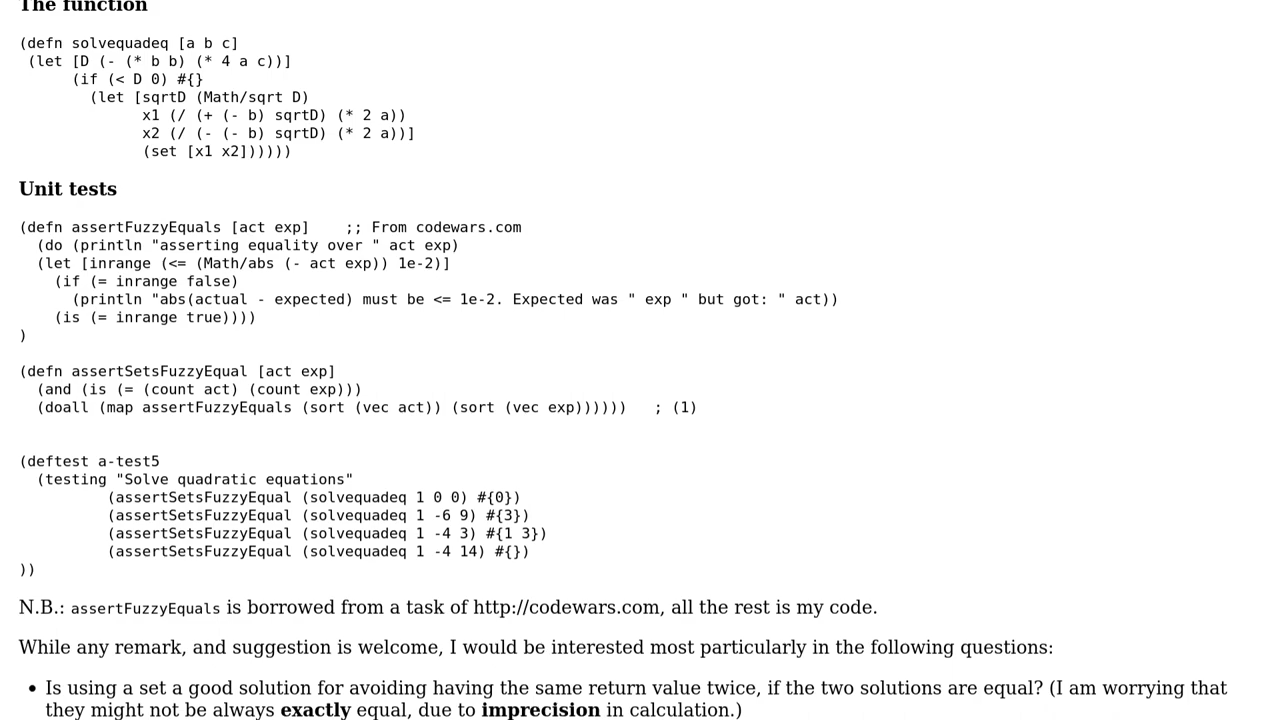 The function
(defn solvequadeq [a b c]
 (let [D (- (* b b) (* 4 a c))]
      (if (< D 0) #{}
        (let [sqrtD (Math/sqrt D)
              x1 (/ (+ (- b) sqrtD) (* 2 a))
              x2 (/ (- (- b) sqrtD) (* 2 a))]
              (set [x1 x2])))))
Unit tests
(defn assertFuzzyEquals [act exp]    ;; From codewars.com
  (do (println "asserting equality over " act exp)
  (let [inrange (<= (Math/abs (- act exp)) 1e-2)]
    (if (= inrange false)
      (println "abs(actual - expected) must be <= 1e-2. Expected was " exp " but got: " act))
    (is (= inrange true))))
)
(defn assertSetsFuzzyEqual [act exp]
  (and (is (= (count act) (count exp)))
  (doall (map assertFuzzyEquals (sort (vec act)) (sort (vec exp))))))   ; (1)
(deftest a-test5
  (testing "Solve quadratic equations"
          (assertSetsFuzzyEqual (solvequadeq 1 0 0) #{0})
          (assertSetsFuzzyEqual (solvequadeq 1 -6 9) #{3})
          (assertSetsFuzzyEqual (solvequadeq 1 -4 3) #{1 3})
          (assertSetsFuzzyEqual (solvequadeq 1 -4 14) #{})
))
N.B.: assertFuzzyEquals is borrowed from a task of http://codewars.com, all the rest is my code.
While any remark, and suggestion is welcome, I would be interested most particularly in the following questions:
• Is using a set a good solution for avoiding having the same return value twice, if the two solutions are equal? (I am worrying that
they might not be always exactly equal, due to imprecision in calculation.)